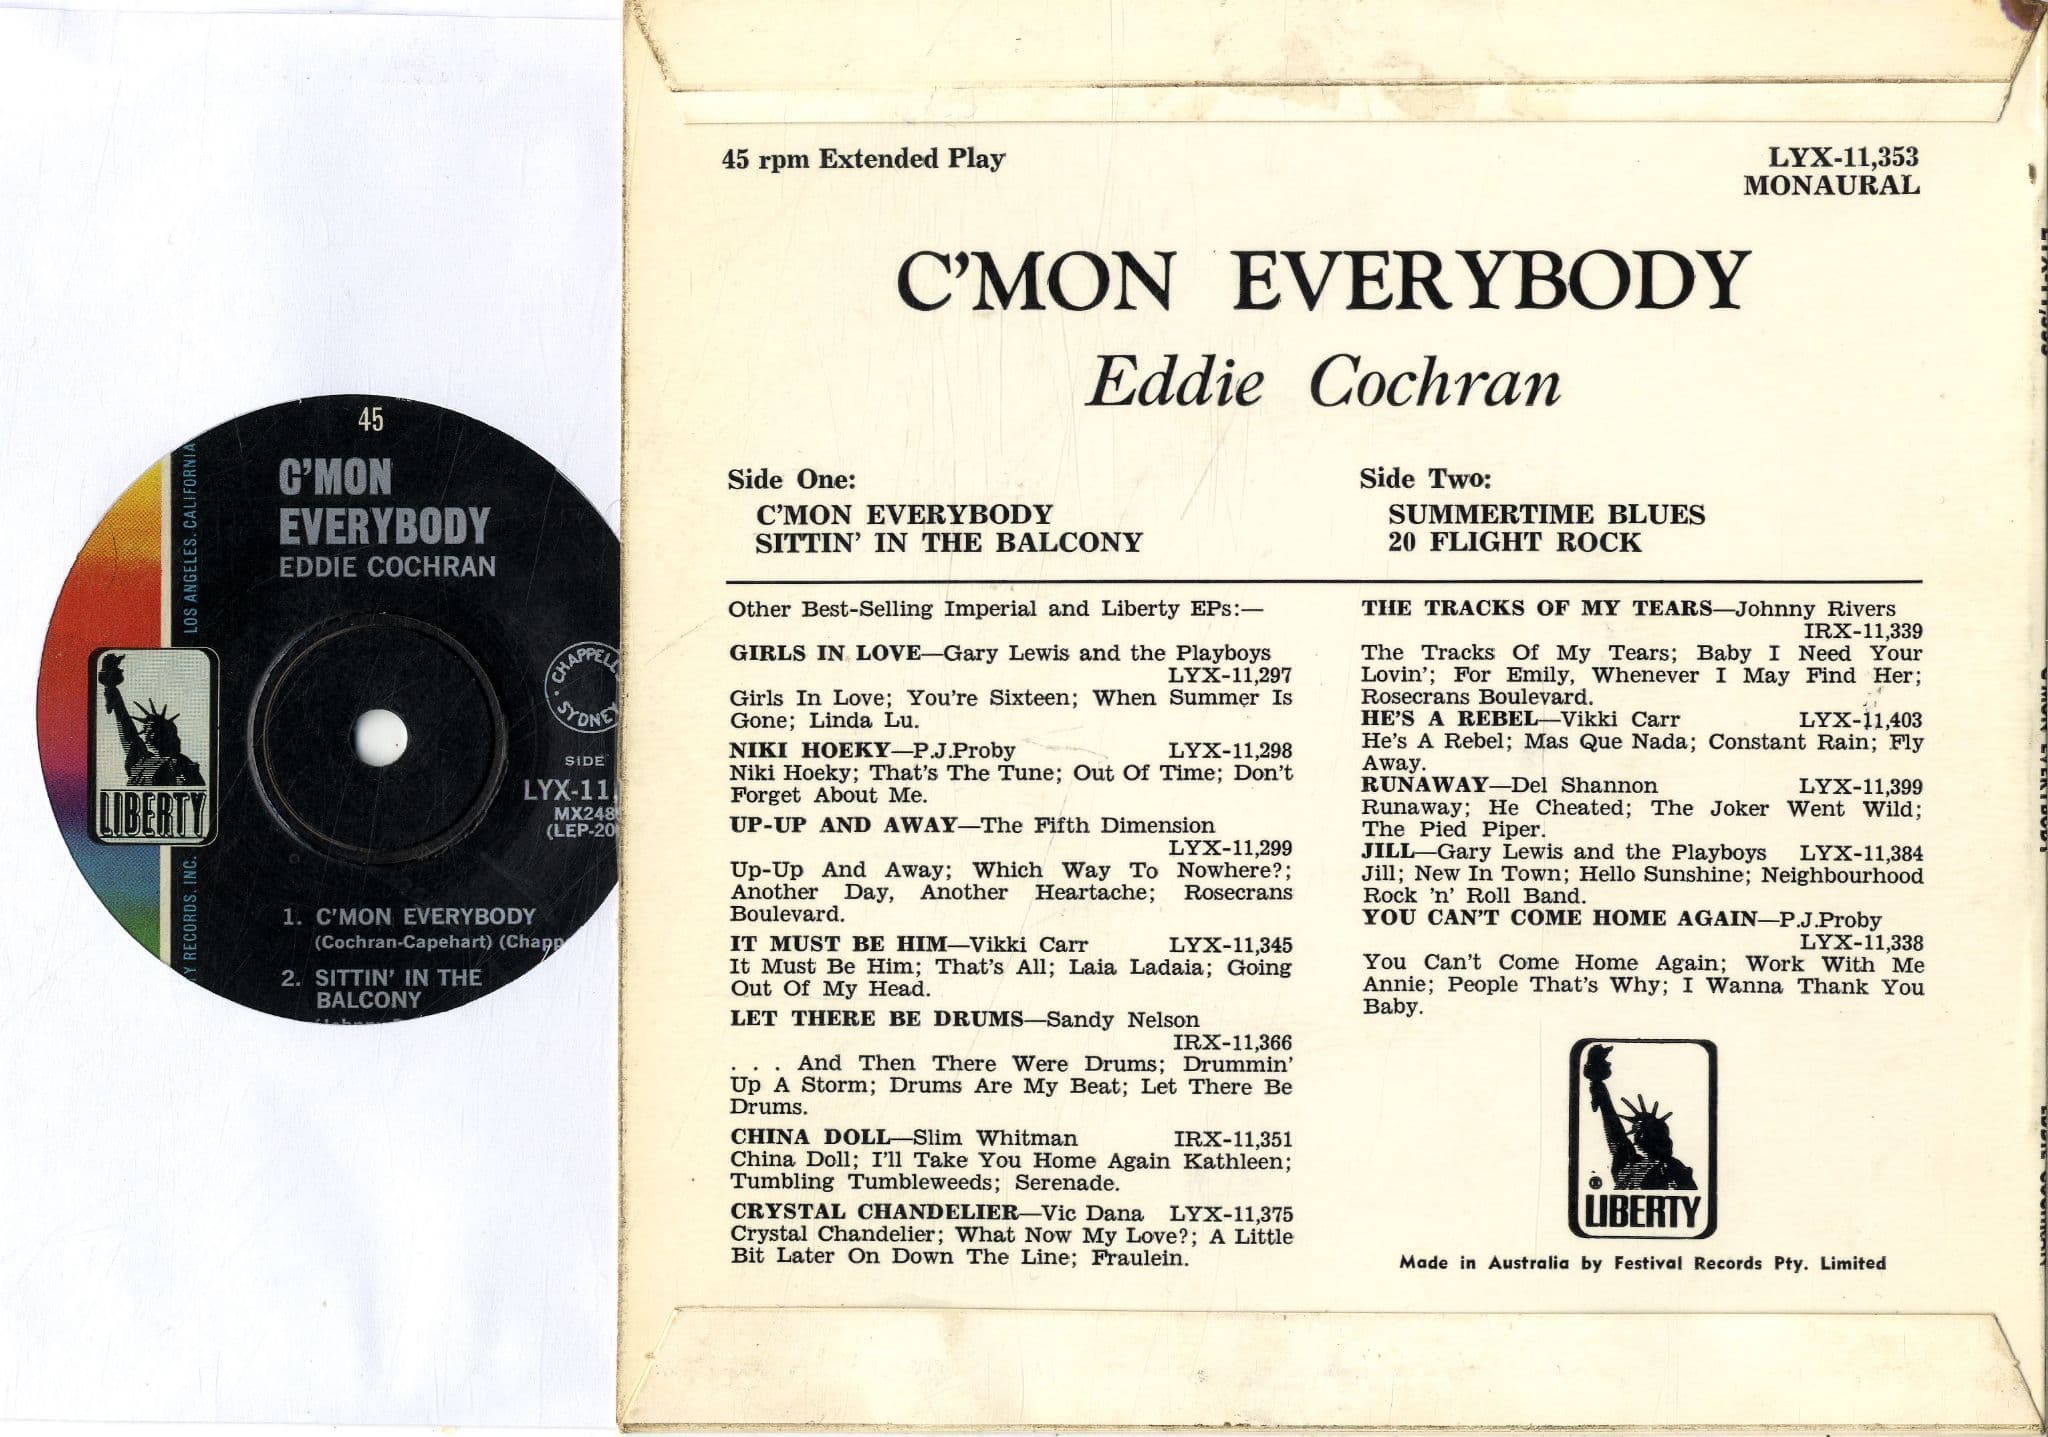 45
C'MON
EVERYBODY
EDDIE COCHRAN
LOS ANGELES, CALIFORNIA
RECORDS, INC.
LIBERTY
CHAPPELL
SYDNEY
SIDE
1. C'MON EVERYBODY
(Cochran-Capehart)
2. SITTIN' IN THE
BALCONY
45 rpm Extended Play
LYX-11,353
MONAURAL
C'MON EVERYBODY
Eddie Cochran
Side One:
C'MON EVERYBODY
SITTIN' IN THE BALCONY
Side Two:
SUMMERTIME BLUES
20 FLIGHT ROCK
Other Best-Selling Imperial and Liberty EPs:—
GIRLS IN LOVE—Gary Lewis and the Playboys
LYX-11,297
Girls In Love; You're Sixteen; When Summer Is
Gone; Linda Lu.
NIKI HOEKY—P.J.Proby LYX-11,298
Niki Hoeky; That's The Tune; Out Of Time; Don't
Forget About Me.
UP-UP AND AWAY—The Fifth Dimension
LYX-11,299
Up-Up And Away; Which Way To Nowhere?;
Another Day, Another Heartache; Rosecrans
Boulevard.
IT MUST BE HIM—Vikki Carr LYX-11,345
It Must Be Him; That's All; Laia Ladaia; Going
Out Of My Head.
LET THERE BE DRUMS—Sandy Nelson
IRX-11,366
. . . And Then There Were Drums; Drummin'
Up A Storm; Drums Are My Beat; Let There Be
Drums.
CHINA DOLL—Slim Whitman IRX-11,351
China Doll; I'll Take You Home Again Kathleen;
Tumbling Tumbleweeds; Serenade.
CRYSTAL CHANDELIER—Vic Dana LYX-11,375
Crystal Chandelier; What Now My Love?; A Little
Bit Later On Down The Line; Fraulein.
THE TRACKS OF MY TEARS—Johnny Rivers
IRX-11,339
The Tracks Of My Tears; Baby I Need Your
Lovin'; For Emily, Whenever I May Find Her;
Rosecrans Boulevard.
HE'S A REBEL—Vikki Carr LYX-11,403
He's A Rebel; Mas Que Nada; Constant Rain; Fly
Away.
RUNAWAY—Del Shannon LYX-11,399
Runaway; He Cheated; The Joker Went Wild;
The Pied Piper.
JILL—Gary Lewis and the Playboys LYX-11,384
Jill; New In Town; Hello Sunshine; Neighbourhood
Rock 'n' Roll Band.
YOU CAN'T COME HOME AGAIN—P.J.Proby
LYX-11,338
You Can't Come Home Again; Work With Me
Annie; People That's Why; I Wanna Thank You
Baby.
LIBERTY
Made in Australia by Festival Records Pty. Limited